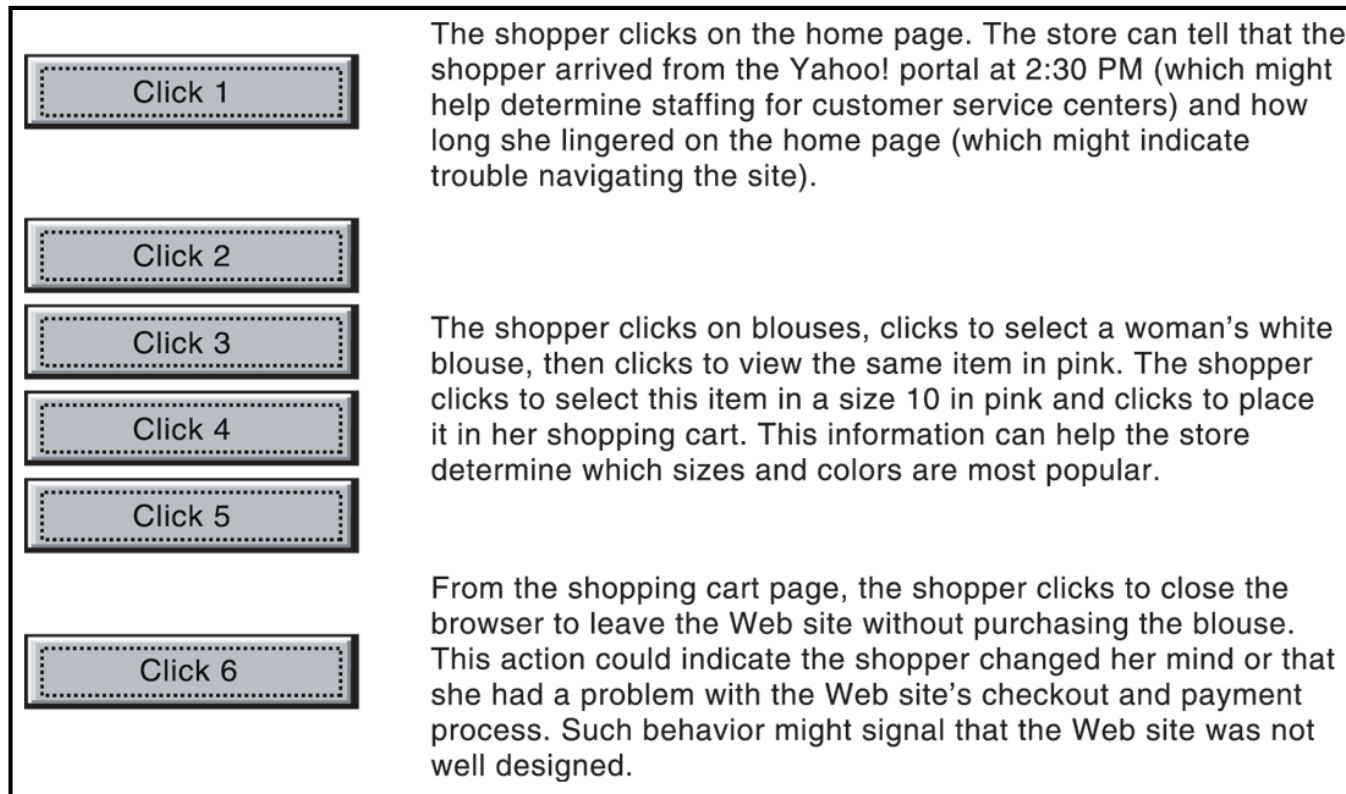 Click 1
The shopper clicks on the home page. The store can tell that the
shopper arrived from the Yahoo! portal at 2:30 PM (which might
help determine staffing for customer service centers) and how
long she lingered on the home page (which might indicate
trouble navigating the site).
Click 2
Click 3
Click 4
Click 5
The shopper clicks on blouses, clicks to select a woman's white
blouse, then clicks to view the same item in pink. The shopper
clicks to select this item in a size 10 in pink and clicks to place
it in her shopping cart. This information can help the store
determine which sizes and colors are most popular.
Click 6
From the shopping cart page, the shopper clicks to close the
browser to leave the Web site without purchasing the blouse.
This action could indicate the shopper changed her mind or that
she had a problem with the Web site's checkout and payment
process. Such behavior might signal that the Web site was not
well designed.